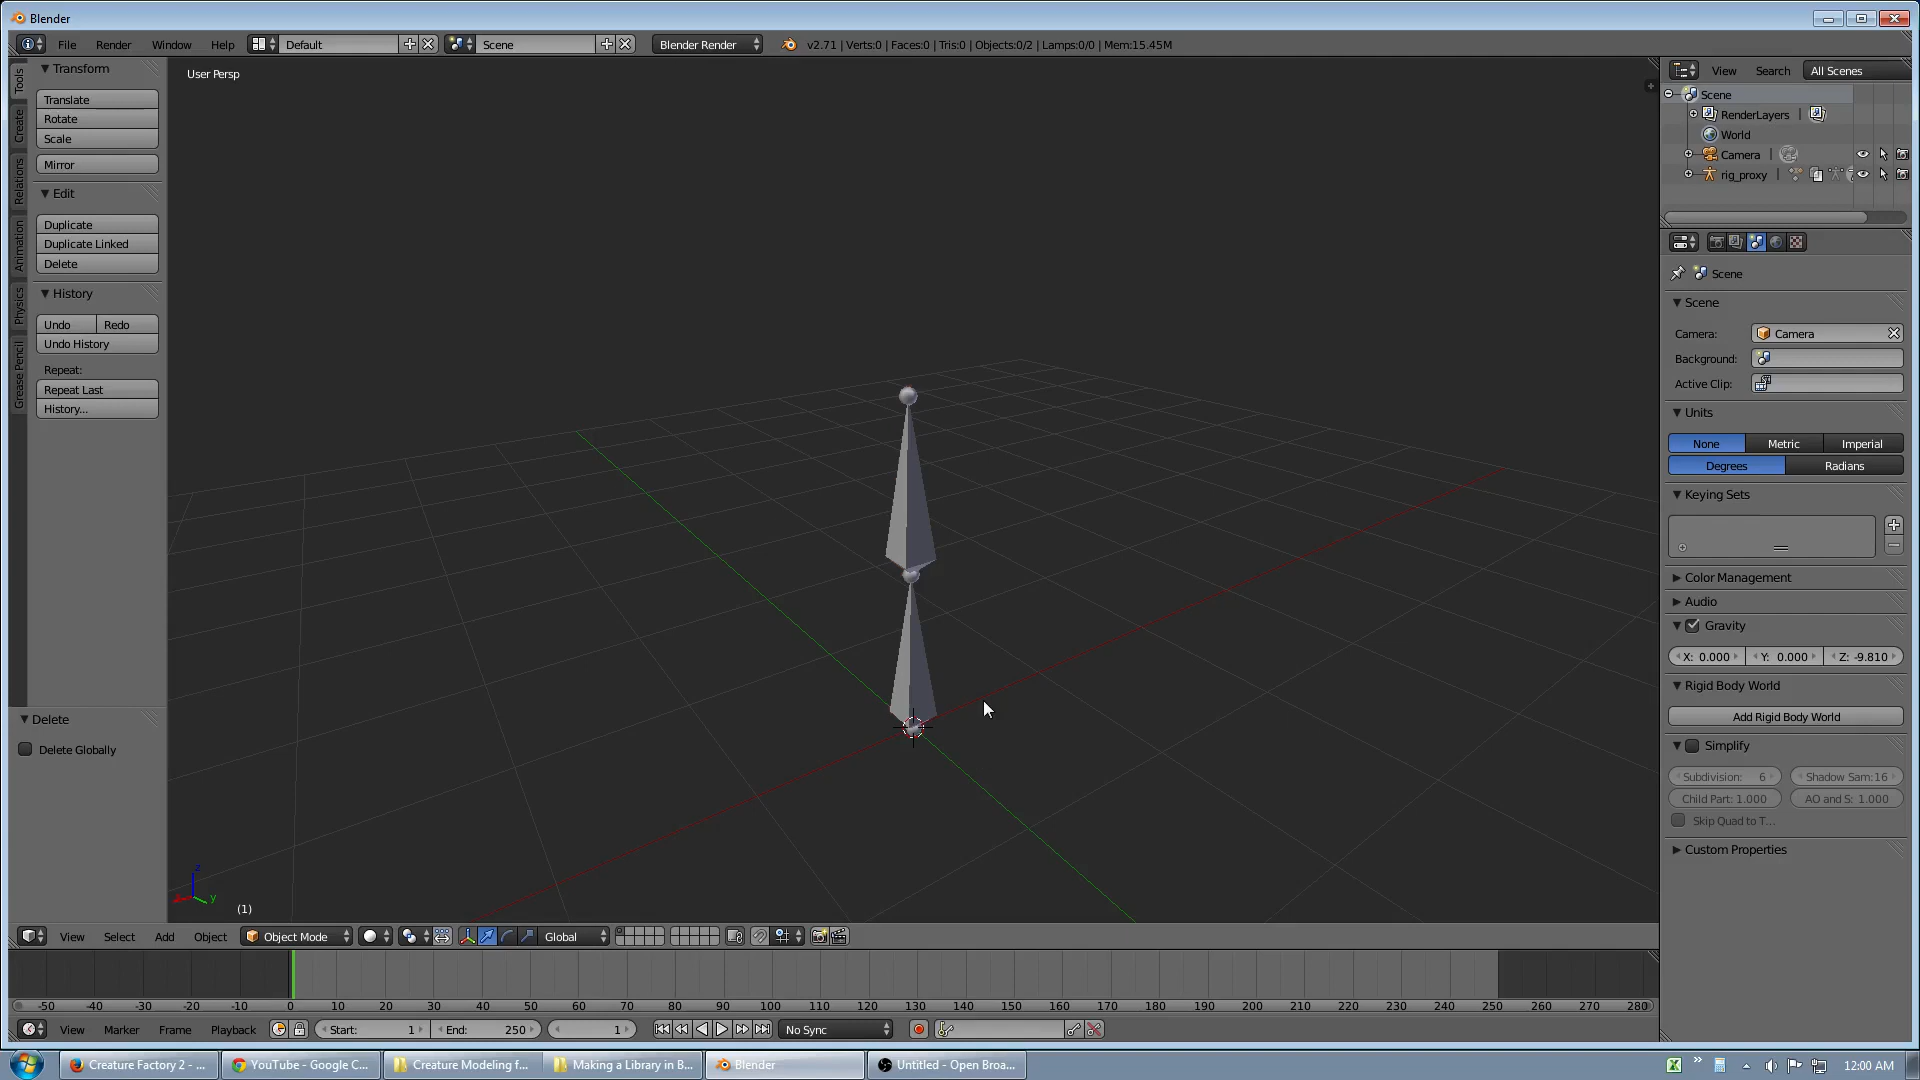 Blender
File Render Window Help Default Scene Blender Render v2.71 | Verts:0 | Faces:0 | Tris:0 | Objects:0/2 | Lamps:0/0 | Mem:15.45M
Tools
Create
Relations
Animation
Physics
Grease Pencil
Transform
Translate
Rotate
Scale
Mirror
Edit
Duplicate
Duplicate Linked
Delete
History
Undo Redo
Undo History
Repeat:
Repeat Last
History...
Delete
Delete Globally
User Persp
z
x y
(1)
View Search All Scenes
Scene
RenderLayers |
World
Camera |
rig_proxy |
Scene
Scene
Camera: Camera
Background:
Active Clip:
Units
None Metric Imperial
Degrees Radians
Keying Sets
Color Management
Audio
Gravity
X: 0.000 Y: 0.000 Z: -9.810
Rigid Body World
Add Rigid Body World
Simplify
Subdivision: 6 Shadow Sam:16
Child Part: 1.000 AO and S: 1.000
Skip Quad to T...
Custom Properties
View Select Add Object Object Mode Global
-50 -40 -30 -20 -10 0 10 20 30 40 50 60 70 80 90 100 110 120 130 140 150 160 170 180 190 200 210 220 230 240 250 260 270 280
View Marker Frame Playback Start: 1 End: 250 1 No Sync
Creature Factory 2 - ... YouTube - Google C... Creature Modeling f... Making a Library in B... Blender Untitled - Open Broa... 12:00 AM